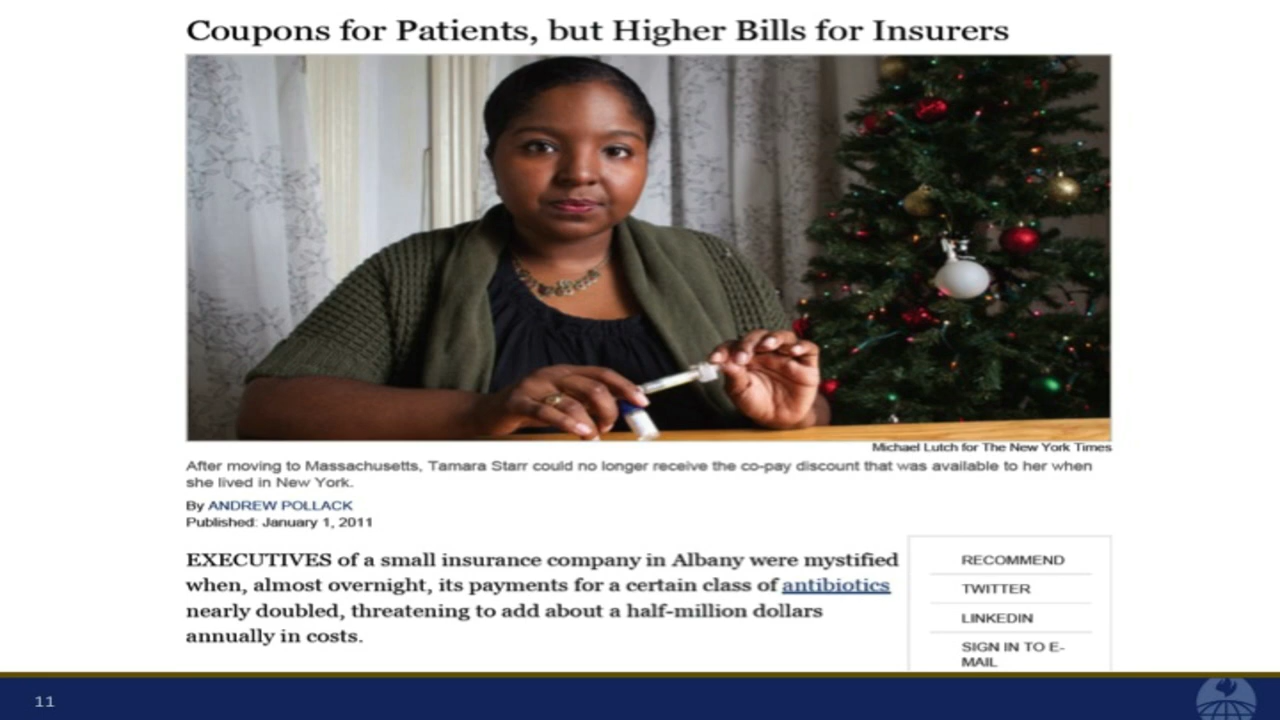 Coupons for Patients, but Higher Bills for Insurers
Michael Lutch for The New York Times
After moving to Massachusetts, Tamara Starr could no longer receive the co-pay discount that was available to her when
she lived in New York.
By ANDREW POLLACK
Published: January 1, 2011
EXECUTIVES of a small insurance company in Albany were mystified
when, almost overnight, its payments for a certain class of antibiotics
nearly doubled, threatening to add about a half-million dollars
annually in costs.
RECOMMEND
TWITTER
LINKEDIN
SIGN IN TO E-
MAIL
11